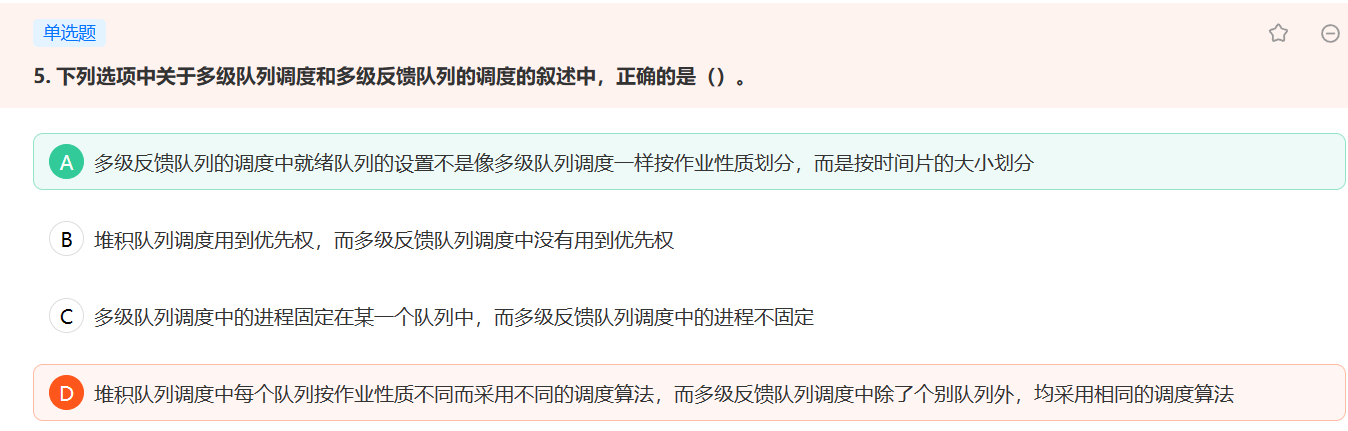 单选题
5. 下列选项中关于多级队列调度和多级反馈队列的调度的叙述中，正确的是（）。
A 多级反馈队列的调度中就绪队列的设置不是像多级队列调度一样按作业性质划分，而是按时间片的大小划分
B 堆积队列调度用到优先权，而多级反馈队列调度中没有用到优先权
C 多级队列调度中的进程固定在某一个队列中，而多级反馈队列调度中的进程不固定
D 堆积队列调度中每个队列按作业性质不同而采用不同的调度算法，而多级反馈队列调度中除了个别队列外，均采用相同的调度算法